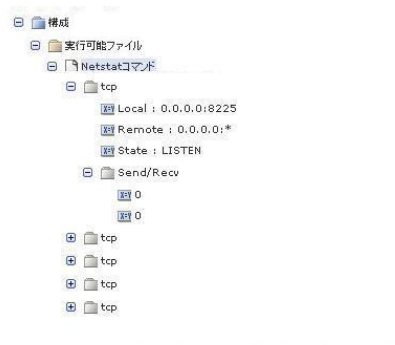 構成
実行可能ファイル
Netstatコマンド
tcp
Local : 0.0.0.0:8225
Remote : 0.0.0.0:*
State : LISTEN
Send/Recv
0
0
tcp
tcp
tcp
tcp